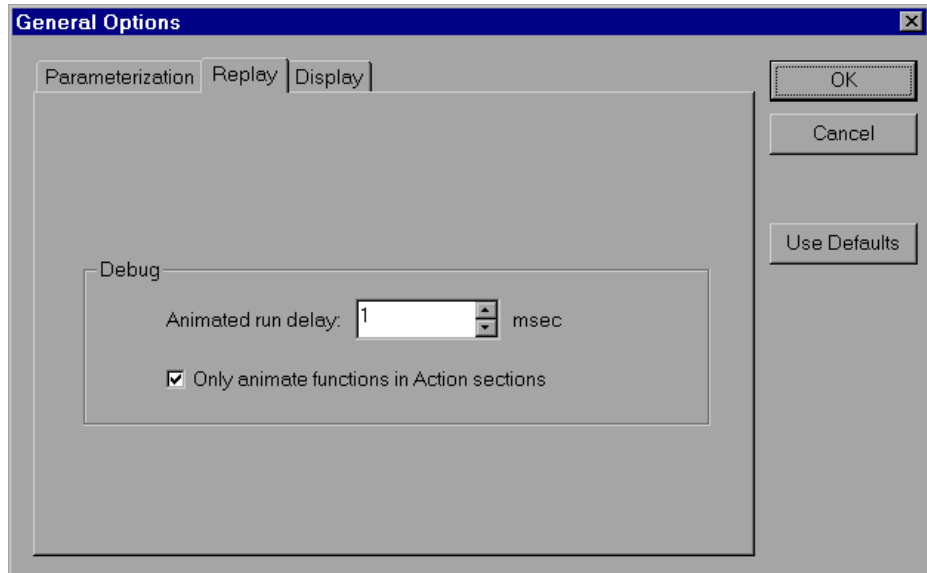 General Options
Parameterization Replay Display
OK
Cancel
Use Defaults
Debug
Animated run delay: 1 msec
Only animate functions in Action sections